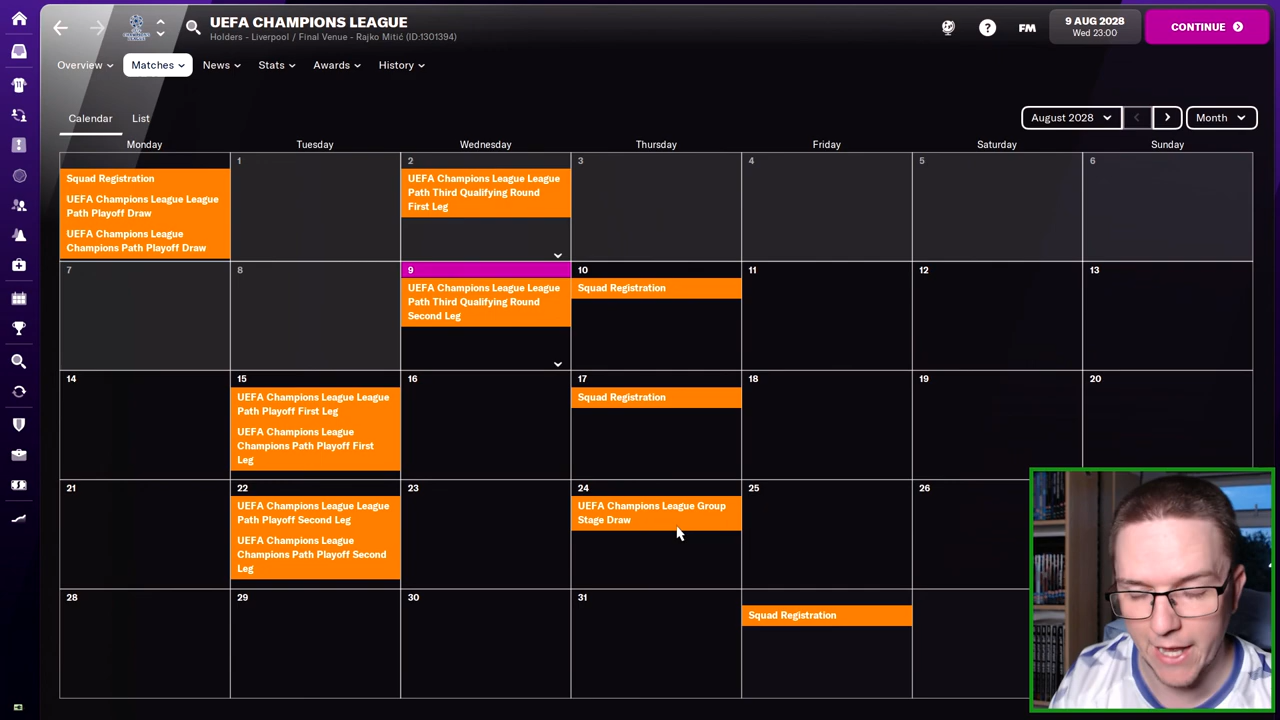 UEFA CHAMPIONS LEAGUE
Holders - Liverpool / Final Venue - Rajko Mitić (ID:1301394)
FM
9 AUG 2028
Wed 23:00
CONTINUE
Overview
Matches
News
Stats
Awards
History
Calendar
List
August 2028
Month
Monday
Tuesday
Wednesday
Thursday
Friday
Saturday
Sunday
Squad Registration
UEFA Champions League League
Path Playoff Draw
UEFA Champions League
Champions Path Playoff Draw
1
2
UEFA Champions League League
Path Third Qualifying Round
First Leg
3
4
5
6
7
8
9
UEFA Champions League League
Path Third Qualifying Round
Second Leg
10
Squad Registration
11
12
13
14
15
UEFA Champions League League
Path Playoff First Leg
UEFA Champions League
Champions Path Playoff First
Leg
16
17
Squad Registration
18
19
20
21
22
UEFA Champions League League
Path Playoff Second Leg
UEFA Champions League
Champions Path Playoff Second
Leg
23
24
UEFA Champions League Group
Stage Draw
25
26
28
29
30
31
Squad Registration